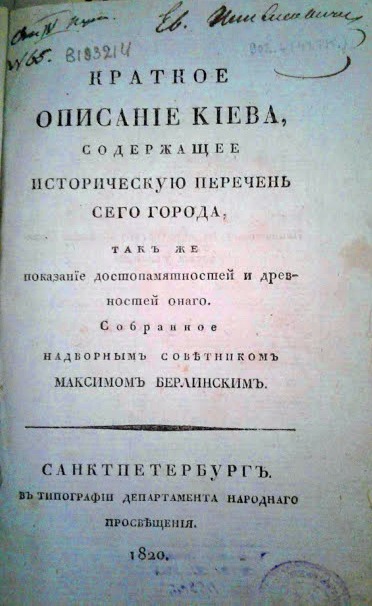 №65. В183214
КРАТКОЕ
ОПИСАНІЕ КІЕВА,
СОДЕРЖАЩЕЕ
ИСТОРИЧЕСКУЮ ПЕРЕЧЕНЬ
СЕГО ГОРОДА,
ТАКЪ ЖЕ
показаніе достопамятностей и древ-
ностей онаго.
Собранное
НАДВОРНЫМЪ СОВѢТНИКОМЪ
МАКСИМОМЪ БЕРЛИНСКИМЪ.
САНКТПЕТЕРБУРГЪ.
ВЪ ТИПОГРАФІИ ДЕПАРТАМЕНТА НАРОДНАГО
ПРОСВѢЩЕНІЯ.
1820.